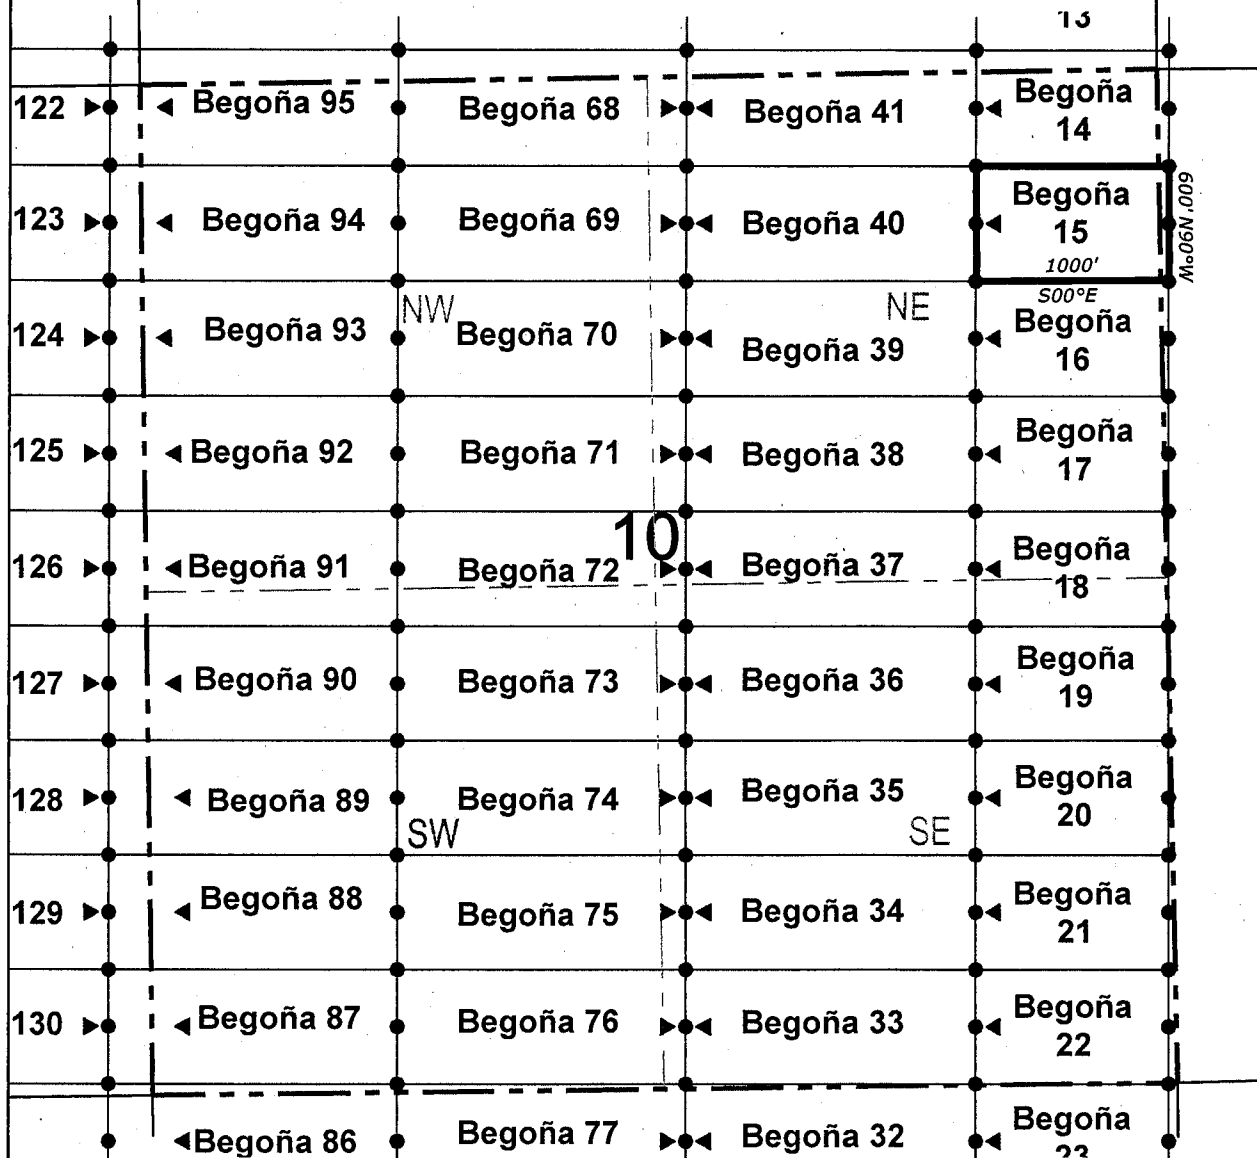 13
122 Begoña 95 Begoña 68 Begoña 41 Begoña
14
123 Begoña 94 Begoña 69 Begoña 40 Begoña
15
1000'
600' N90°W
S00°E
NW NE
124 Begoña 93 Begoña 70 Begoña 39 Begoña
16
125 Begoña 92 Begoña 71 Begoña 38 Begoña
17
10
126 Begoña 91 Begoña 72 Begoña 37 Begoña
18
127 Begoña 90 Begoña 73 Begoña 36 Begoña
19
128 Begoña 89 Begoña 74 Begoña 35 Begoña
20
SW SE
129 Begoña 88 Begoña 75 Begoña 34 Begoña
21
130 Begoña 87 Begoña 76 Begoña 33 Begoña
22
Begoña 86 Begoña 77 Begoña 32 Begoña
23